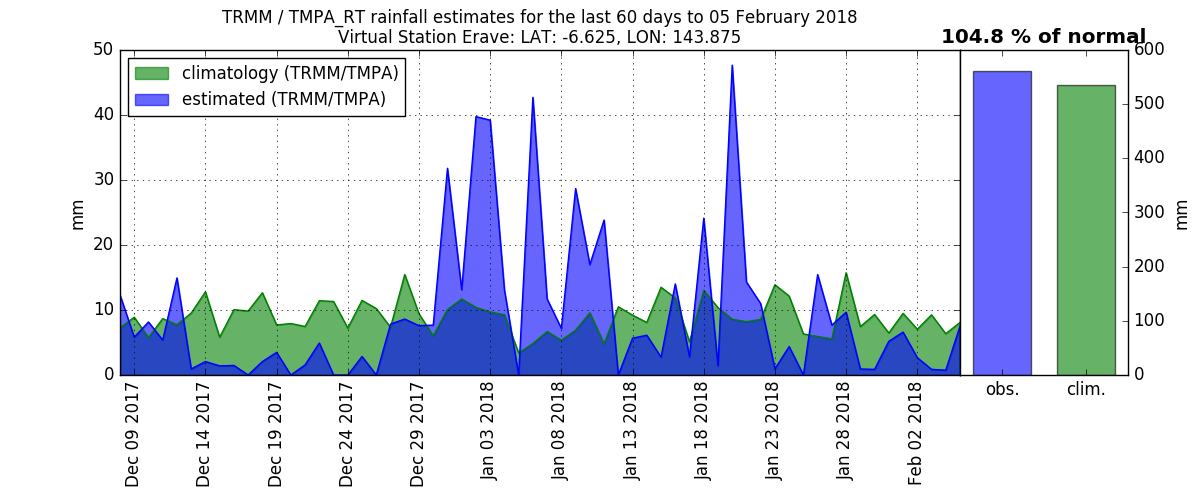 TRMM / TMPA_RT rainfall estimates for the last 60 days to 05 February 2018
Virtual Station Erave: LAT: -6.625, LON: 143.875
104.8 % of normal
climatology (TRMM/TMPA)
estimated (TRMM/TMPA)
50
40
30
20
10
0
mm
Dec 09 2017
Dec 14 2017
Dec 19 2017
Dec 24 2017
Dec 29 2017
Jan 03 2018
Jan 08 2018
Jan 13 2018
Jan 18 2018
Jan 23 2018
Jan 28 2018
Feb 02 2018
obs.
clim.
600
500
400
300
200
100
0
mm